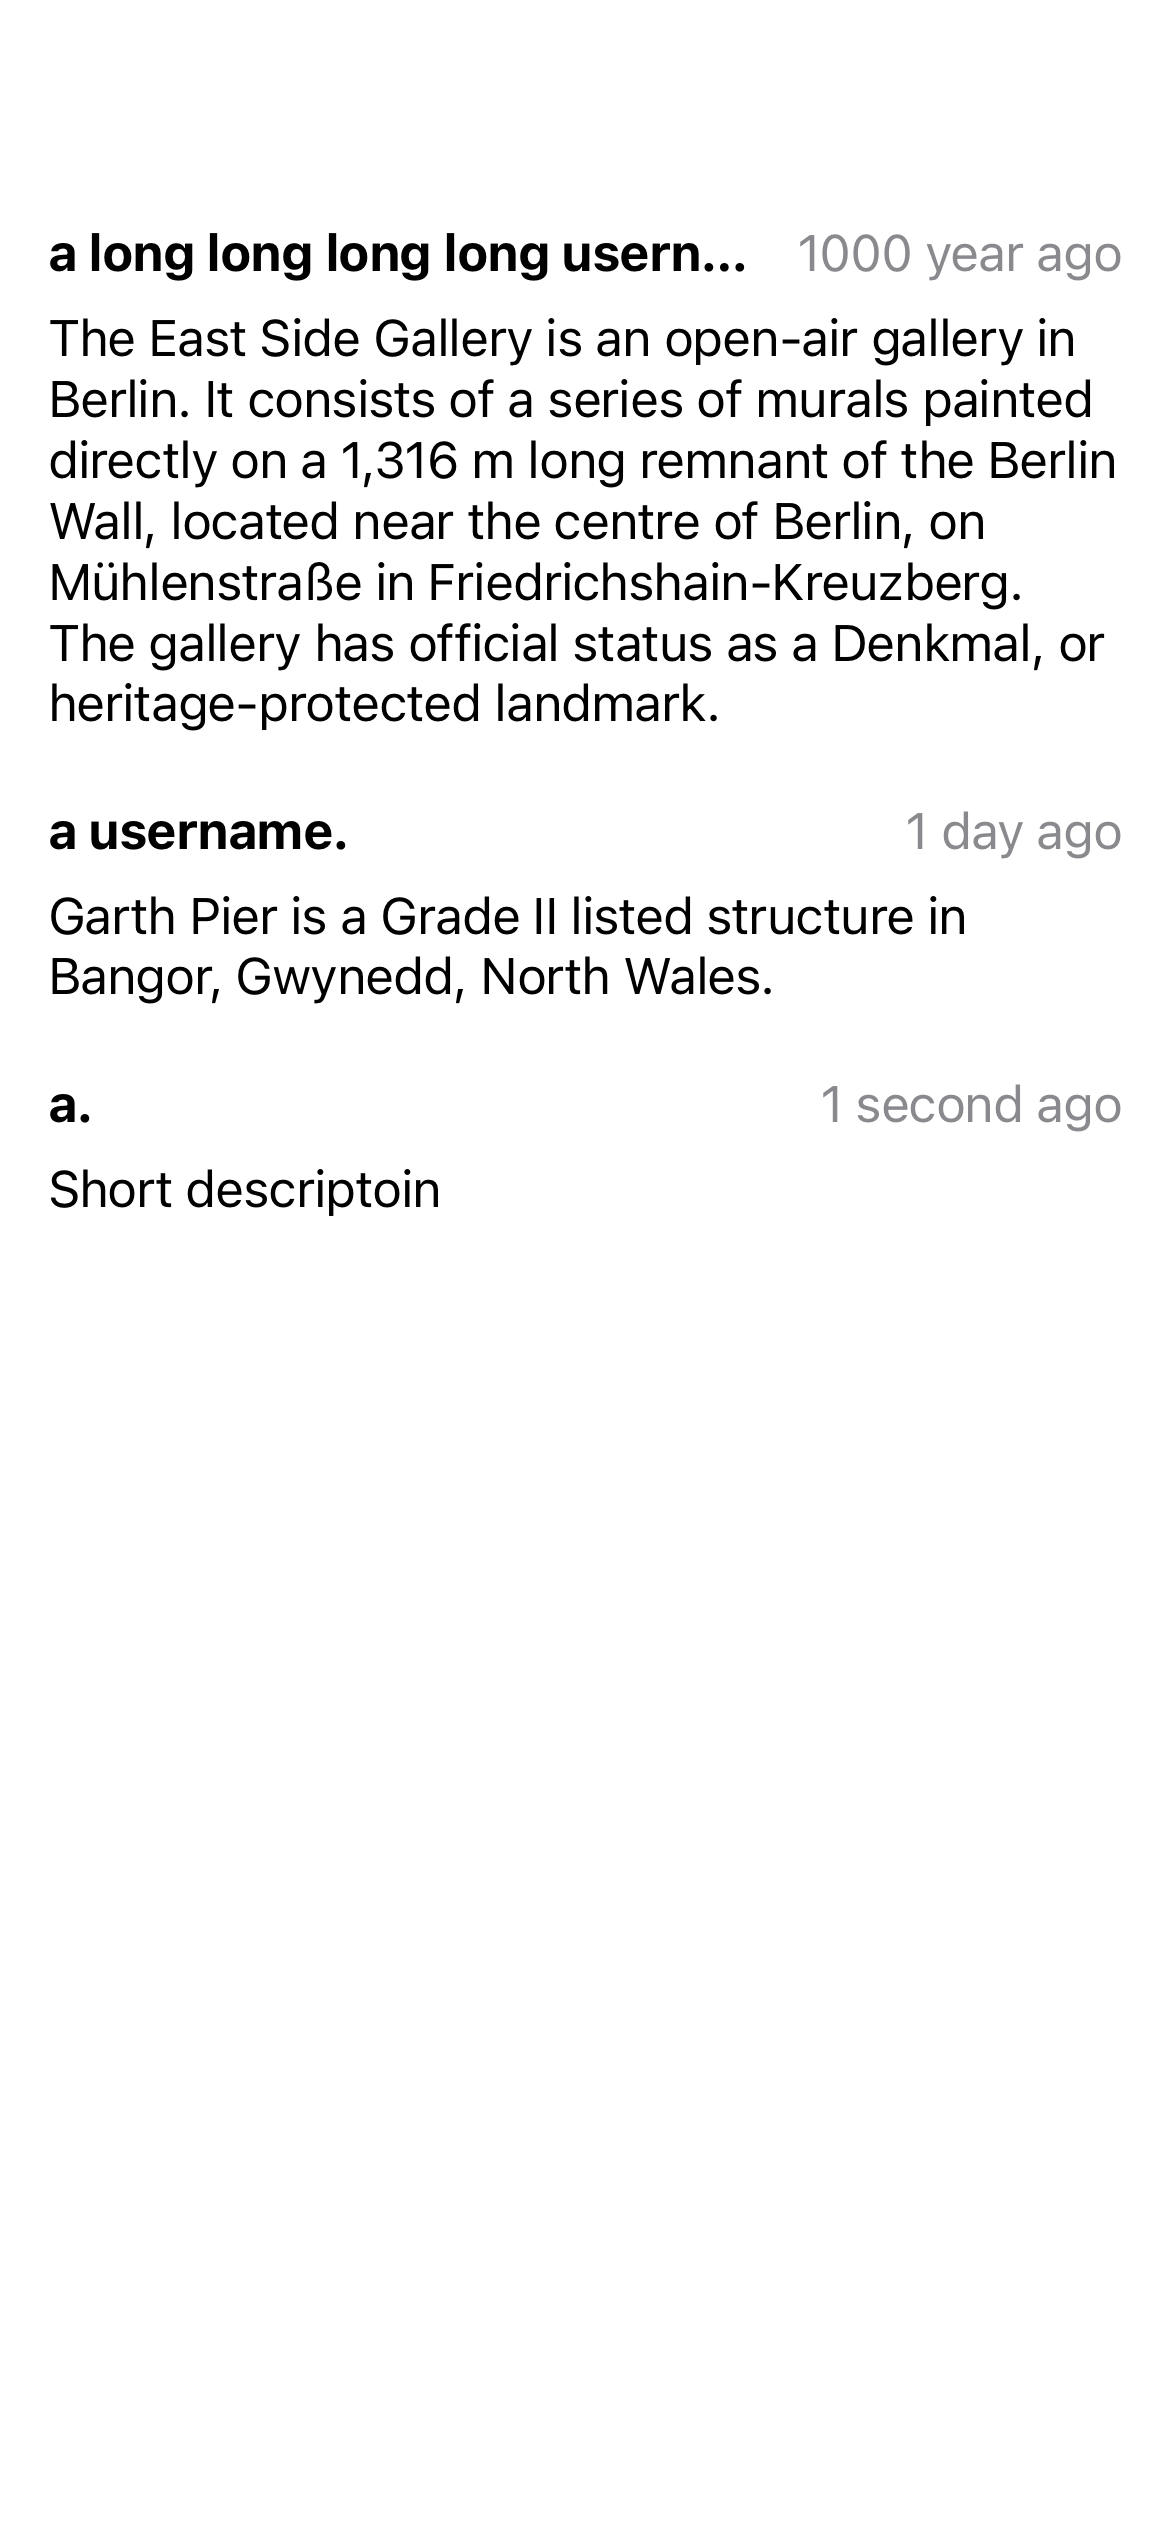 a long long long long usern... 1000 year ago
The East Side Gallery is an open-air gallery in
Berlin. It consists of a series of murals painted
directly on a 1,316 m long remnant of the Berlin
Wall, located near the centre of Berlin, on
Mühlenstraße in Friedrichshain-Kreuzberg.
The gallery has official status as a Denkmal, or
heritage-protected landmark.
a username. 1 day ago
Garth Pier is a Grade II listed structure in
Bangor, Gwynedd, North Wales.
a. 1 second ago
Short descriptoin